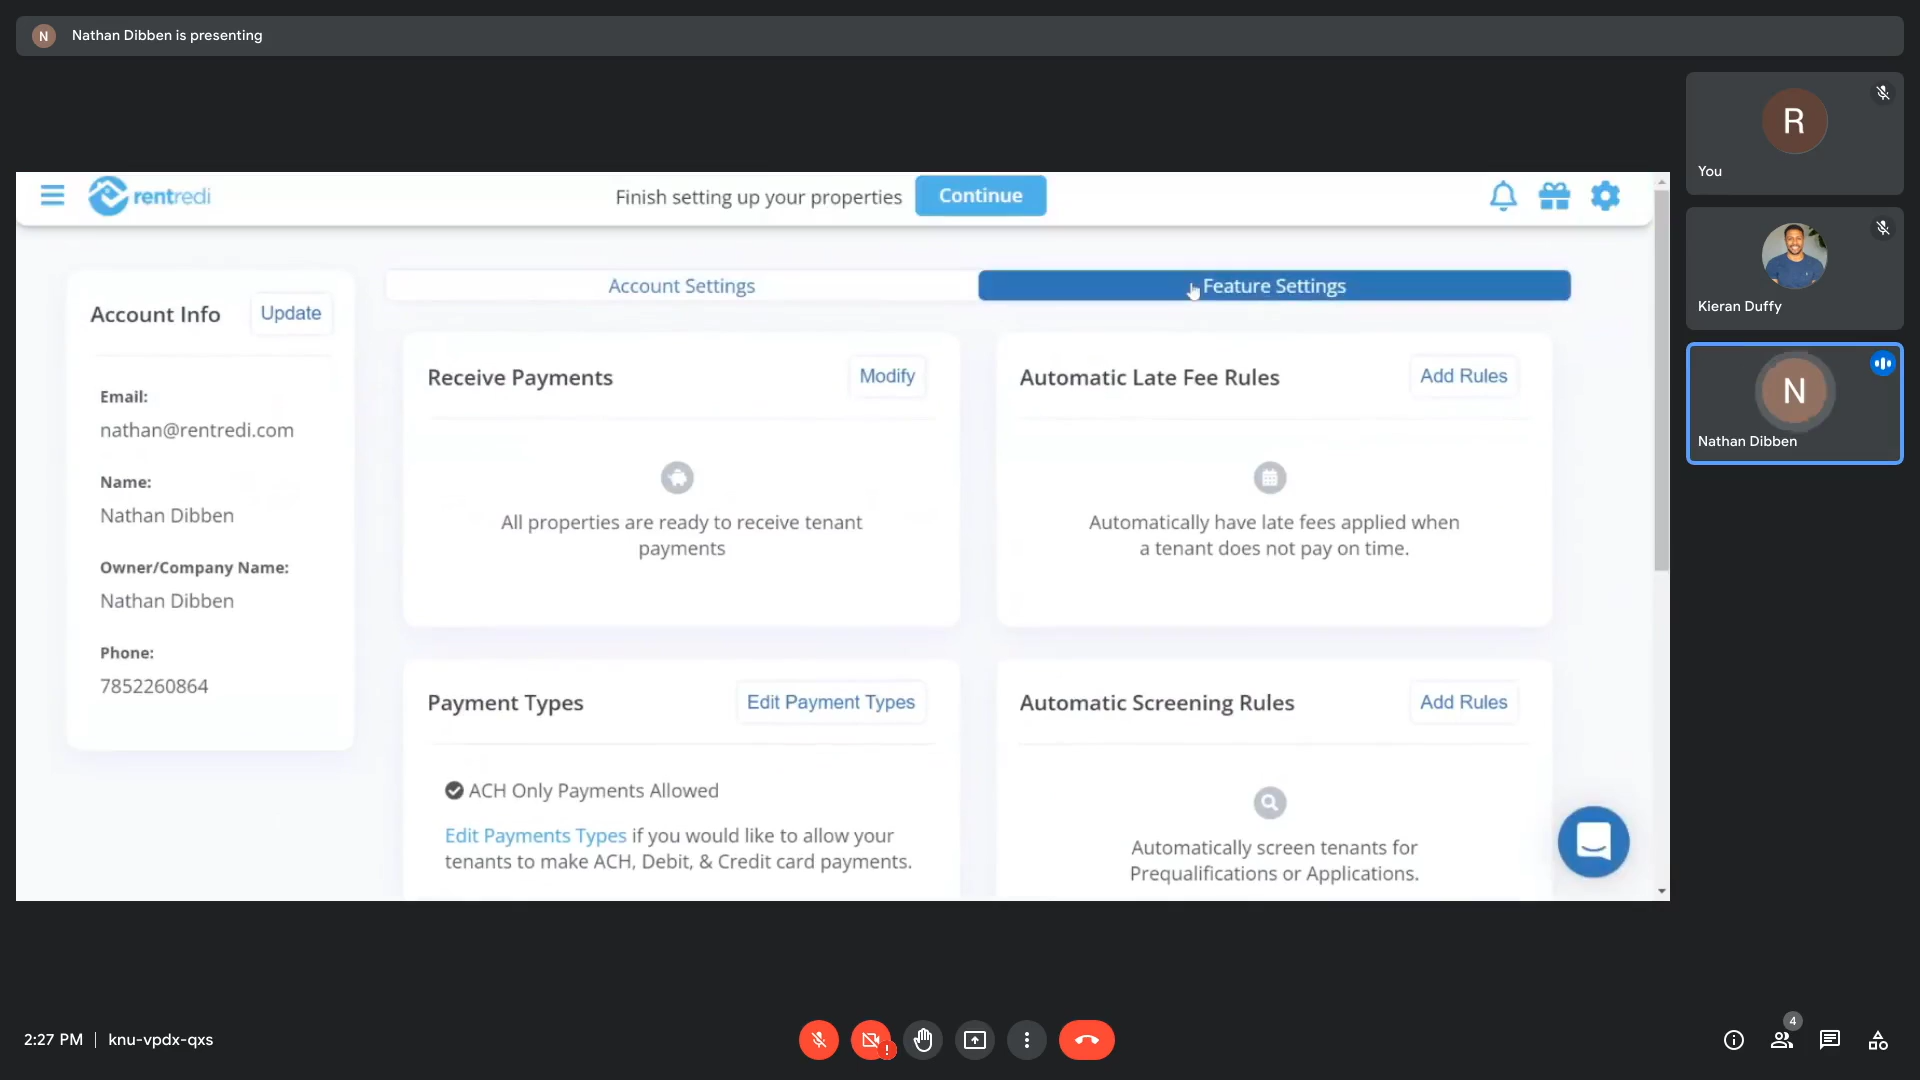 N
Nathan Dibben is presenting
rentredi
Finish setting up your properties
Continue
Account Info
Update
Email:
nathan@rentredi.com
Name:
Nathan Dibben
Owner/Company Name:
Nathan Dibben
Phone:
7852260864
Account Settings
Feature Settings
Receive Payments
Modify
All properties are ready to receive tenant
payments
Automatic Late Fee Rules
Add Rules
Automatically have late fees applied when
a tenant does not pay on time.
Payment Types
Edit Payment Types
ACH Only Payments Allowed
Edit Payments Types if you would like to allow your
tenants to make ACH, Debit, & Credit card payments.
Automatic Screening Rules
Add Rules
Automatically screen tenants for
Prequalifications or Applications.
R
You
Kieran Duffy
N
Nathan Dibben
2:27 PM | knu-vpdx-qxs
!
4